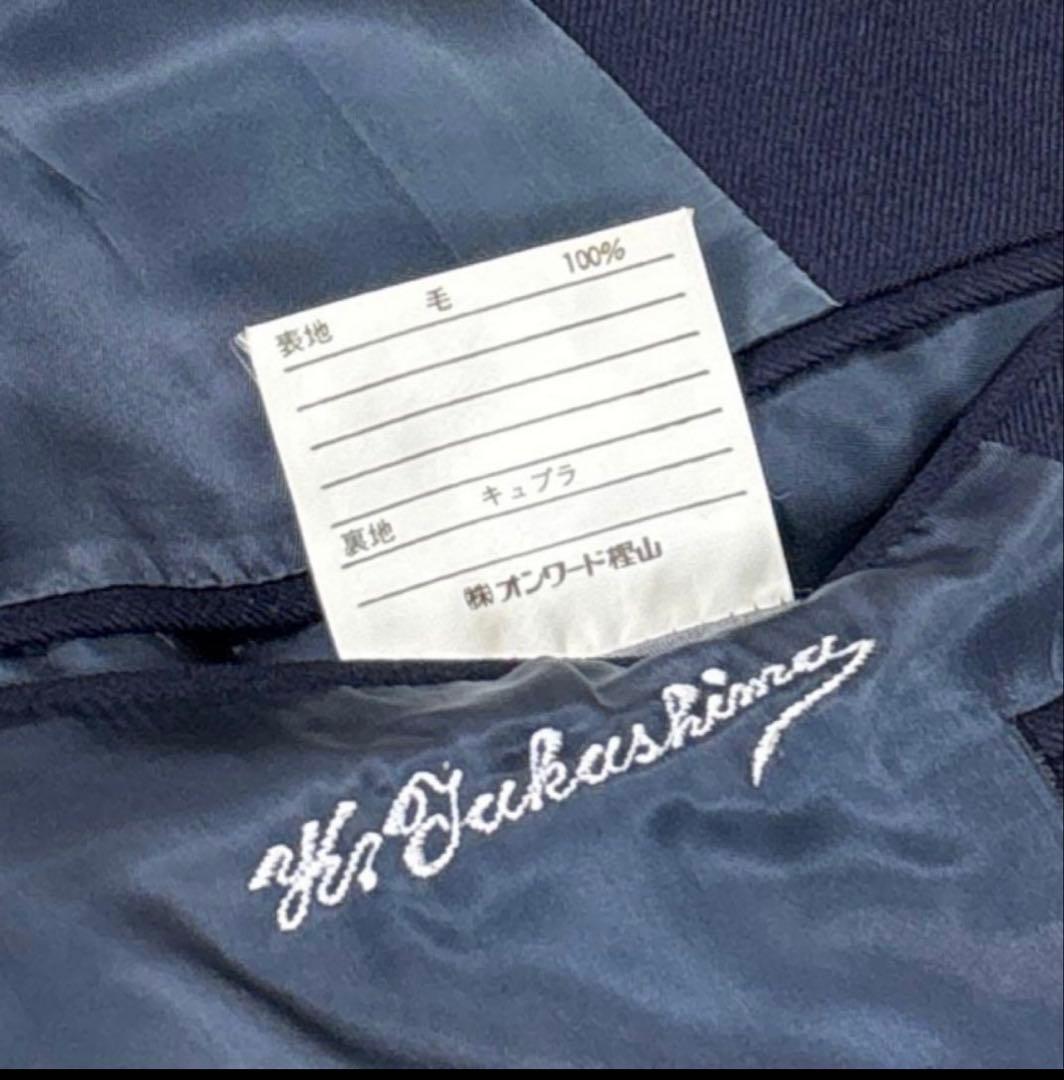 表地 毛 100%
裏地 キュプラ
㈱オンワード樫山
K. Takashima